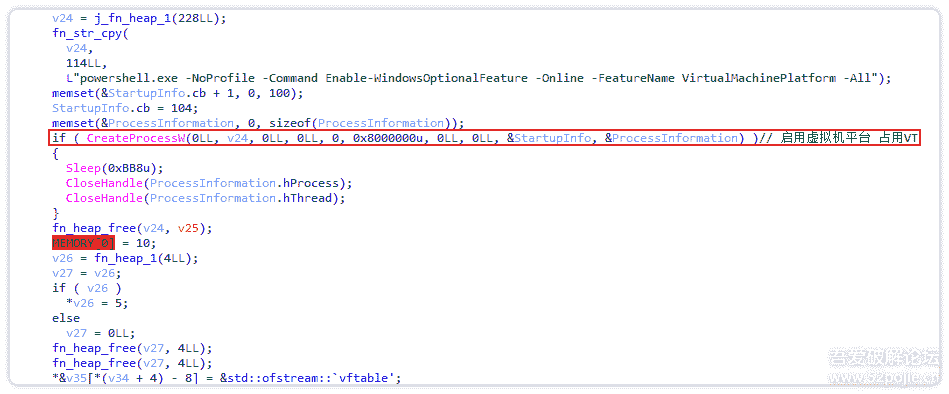 v24 = j_fn_heap_1(228LL);
fn_str_cpy(
v24,
114LL,
L"powershell.exe -NoProfile -Command Enable-WindowsOptionalFeature -Online -FeatureName VirtualMachinePlatform -All");
memset(&StartupInfo.cb + 1, 0, 100);
StartupInfo.cb = 104;
memset(&ProcessInformation, 0, sizeof(ProcessInformation));
if ( CreateProcessW(0LL, v24, 0LL, 0LL, 0, 0x8000000u, 0LL, 0LL, &StartupInfo, &ProcessInformation) )// 启用虚拟机平台 占用VT
{
Sleep(0xBB8u);
CloseHandle(ProcessInformation.hProcess);
CloseHandle(ProcessInformation.hThread);
}
fn_heap_free(v24, v25);
MEMORY[0] = 10;
v26 = fn_heap_1(4LL);
v27 = v26;
if ( v26 )
*v26 = 5;
else
v27 = 0LL;
fn_heap_free(v27, 4LL);
fn_heap_free(v27, 4LL);
*&v35[*(v34 + 4) - 8] = &std::ofstream::`vftable';
吾爱破解论坛
www.52pojie.cn